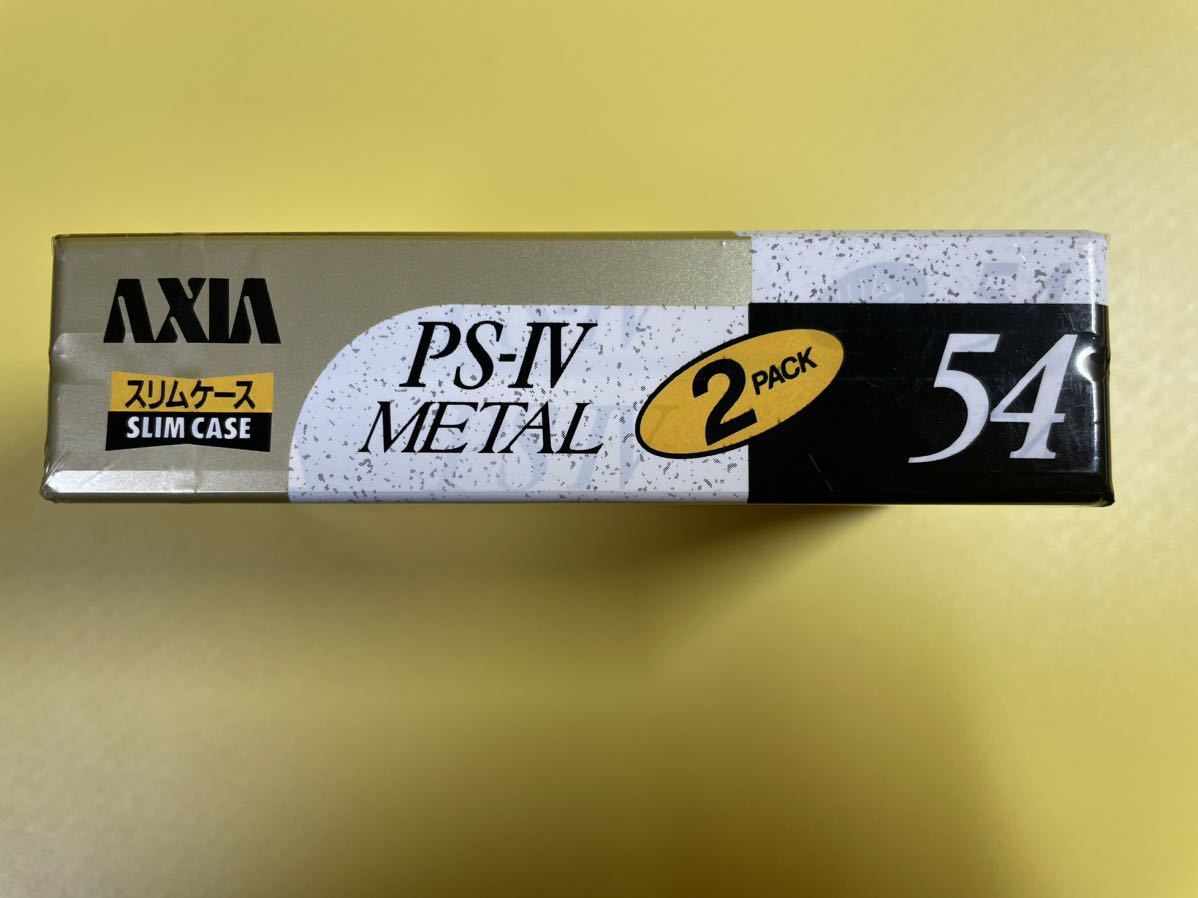 AXIA
スリムケース
SLIM CASE
PS-IV
METAL
2 PACK
54